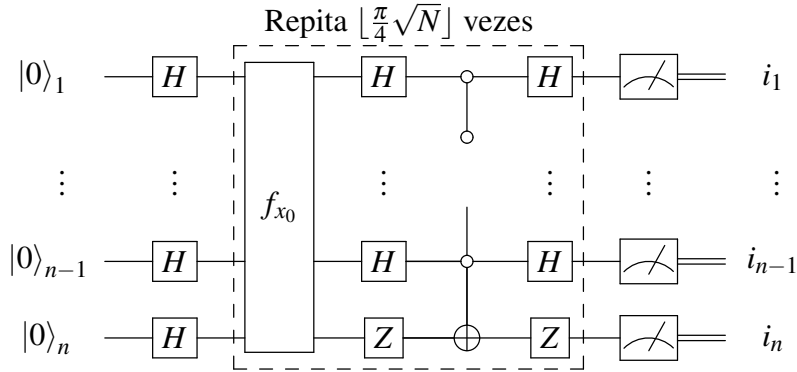 Repita ⌊π/4 √N⌋ vezes
|0⟩₁ H H H i₁
⋮ ⋮ ⋮ ⋮ ⋮ ⋮
f_{x₀}
|0⟩ₙ₋₁ H H H iₙ₋₁
|0⟩ₙ H Z Z iₙ